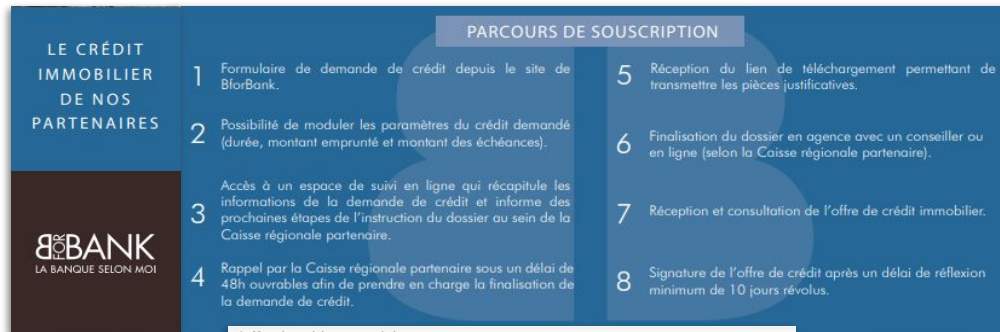 LE CRÉDIT
IMMOBILIER
DE NOS
PARTENAIRES
BFORBANK
LA BANQUE SELON MOI
PARCOURS DE SOUSCRIPTION
1 Formulaire de demande de crédit depuis le site de
BforBank.
2 Possibilité de moduler les paramètres du crédit demandé
(durée, montant emprunté et montant des échéances).
3 Accès à un espace de suivi en ligne qui récapitule les
informations de la demande de crédit et informe des
prochaines étapes de l'instruction du dossier au sein de la
Caisse régionale partenaire.
4 Rappel par la Caisse régionale partenaire sous un délai de
48h ouvrables afin de prendre en charge la finalisation de
la demande de crédit.
5 Réception du lien de téléchargement permettant de
transmettre les pièces justificatives.
6 Finalisation du dossier en agence avec un conseiller ou
en ligne (selon la Caisse régionale partenaire).
7 Réception et consultation de l'offre de crédit immobilier.
8 Signature de l'offre de crédit après un délai de réflexion
minimum de 10 jours révolus.